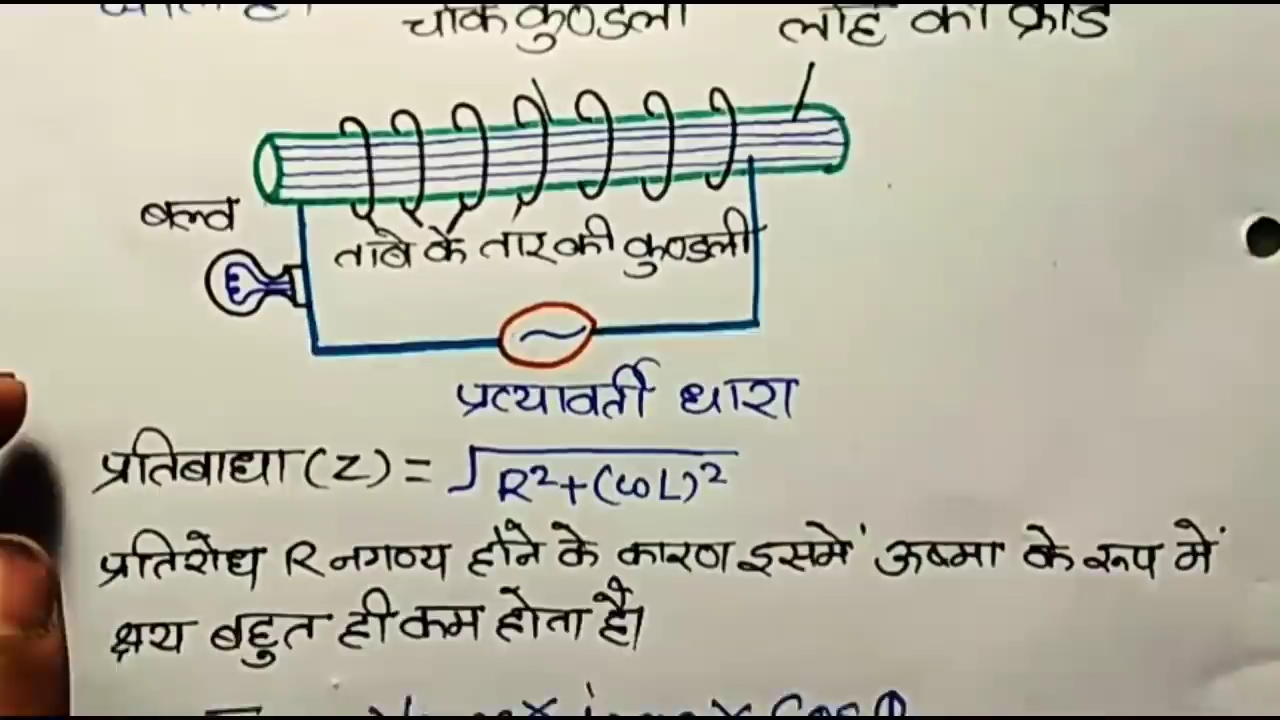 चोक कुण्डली लोहे का क्रोड
बल्व
तांबे के तार की कुण्डली
प्रत्यावर्ती धारा
प्रतिबाधा (Z) = √R²+(ωL)²
प्रतिरोध R नगण्य होने के कारण इसमें ऊष्मा के रूप में
क्षय बहुत ही कम होता है।